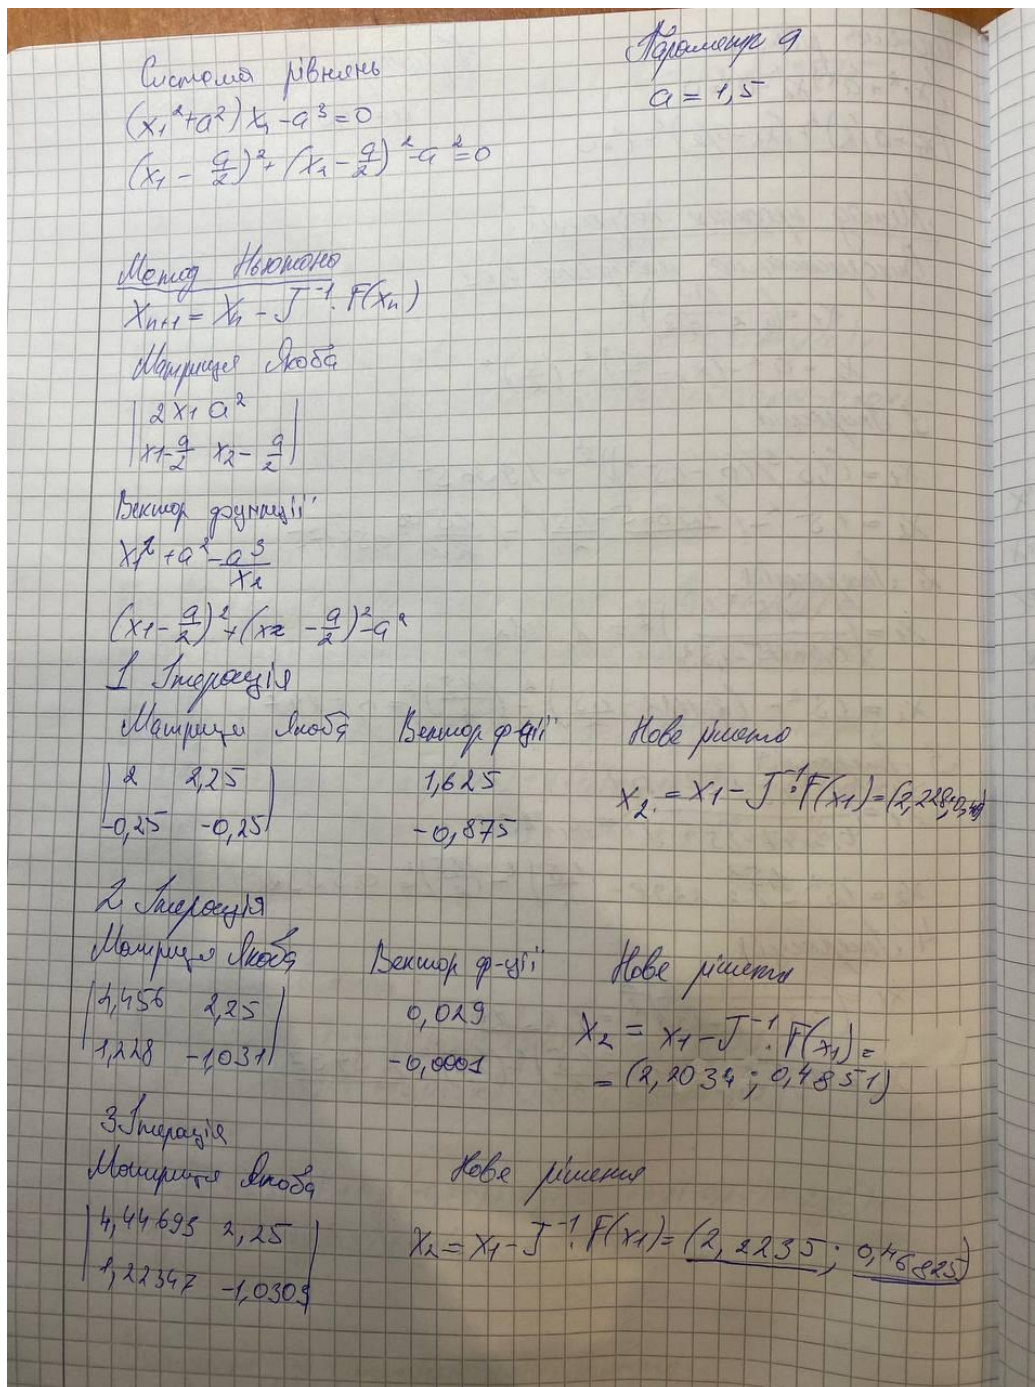 Система рівнянь
Параметр a
a = 1,5
(x₁² + a²) x₂ - a³ = 0
(x₁ - a/2)² + (x₂ - a/2)² - a² = 0
Метод Ньютона
Xₙ₊₁ = Xₙ - J⁻¹ · F(xₙ)
Матриця Якобі
| 2x1 a² |
| x1 - a/2 x2 - a/2 |
Вектор функції
x₁² + a² - a³/x₂
(x1 - a/2)² + (x2 - a/2)² - a²
1 Ітерація
Матриця Якобі Вектор ф-ції Нове рішення
| 2 2,25 | 1,625
X₂ = X1 - J⁻¹ · F(x1) =
| -0,25 -0,25 | -0,875
2 Ітерація
Матриця Якобі Вектор ф-ції Нове рішення
| 4,456 2,25 | 0,029
X₂ = x1 - J⁻¹ · F(x1) =
| 1,228 -1,031 | -0,0001
= (2,2034 ; 0,4851)
3 Ітерація
Матриця Якобі Нове рішення
| 4,44695 2,25 |
X₂ = X1 - J⁻¹ · F(x1) = (2,2235 ; 0,46825)
| 1,22347 -1,0309 |